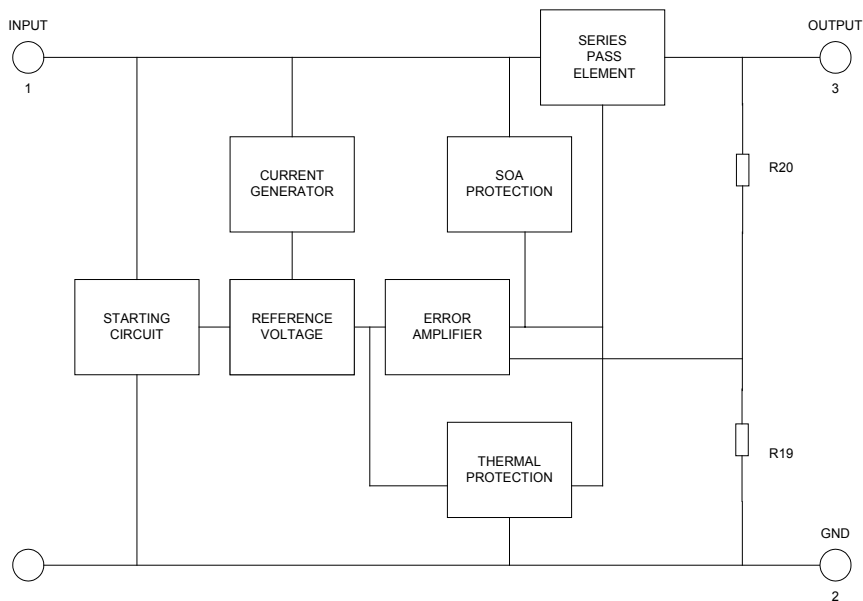 INPUT
1
SERIES
PASS
ELEMENT
OUTPUT
3
CURRENT
GENERATOR
SOA
PROTECTION
R20
STARTING
CIRCUIT
REFERENCE
VOLTAGE
ERROR
AMPLIFIER
THERMAL
PROTECTION
R19
GND
2